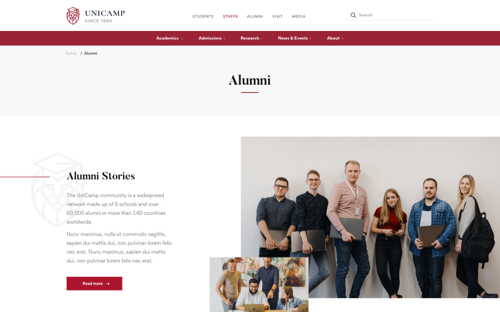 UNICAMP
SINCE 1990
STUDENTS STAFFS ALUMNI VISIT MEDIA
Search
Academics Admissions Research News & Events About
Home / Alumni
Alumni
Alumni Stories
The UniCamp community is a widespread
network made up of 5 schools and over
60,000 alumni in more than 140 countries
worldwide.
Nunc maximus, nulla ut commodo sagittis,
sapien dui mattis dui, non pulvinar lorem felis
nec erat. Nunc maximus, sapien dui mattis
dui, non pulvinar lorem felis nec erat.
Read more →